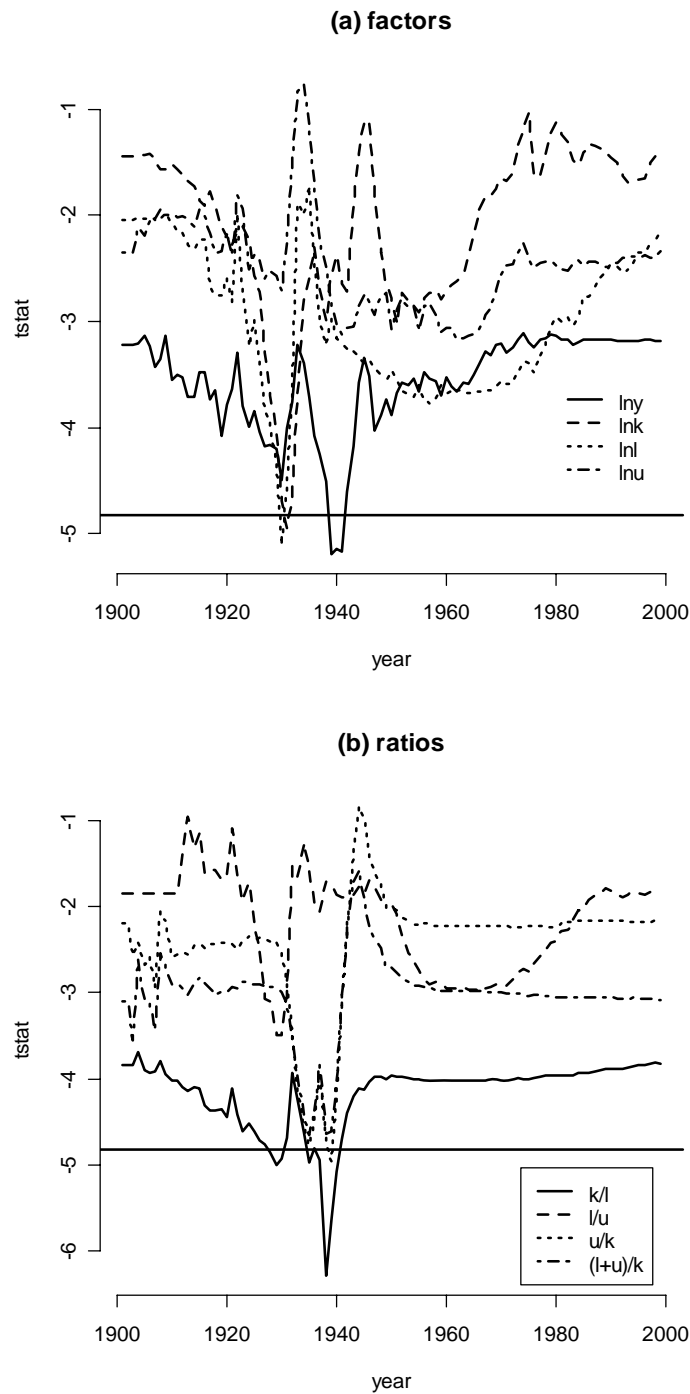 (a) factors
-1
-2
-3
-4
-5
tstat
lny
lnk
lnl
lnu
1900 1920 1940 1960 1980 2000
year
(b) ratios
-1
-2
-3
-4
-5
-6
tstat
k/l
l/u
u/k
(l+u)/k
1900 1920 1940 1960 1980 2000
year